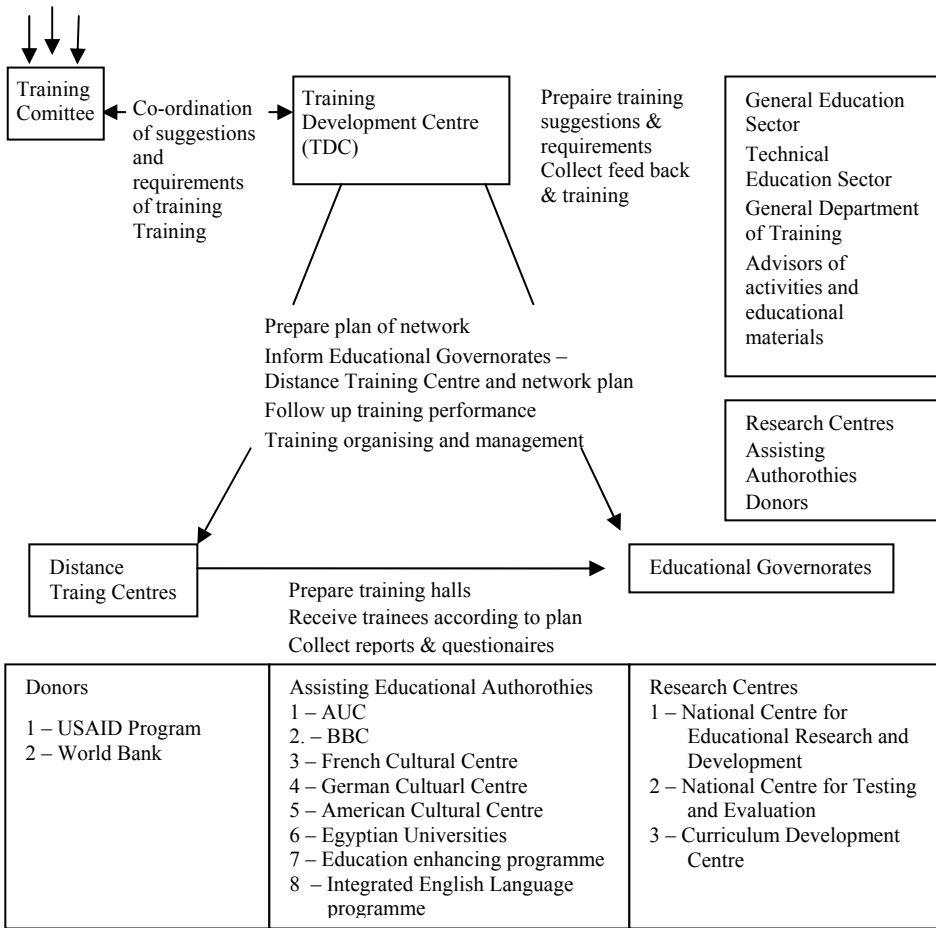 Training
Comittee
Co-ordination
of suggestions
and
requirements
of training
Training
Training
Development Centre
(TDC)
Prepaire training
suggestions &
requirements
Collect feed back
& training
General Education
Sector
Technical
Education Sector
General Department
of Training
Advisors of
activities and
educational
materials
Prepare plan of network
Inform Educational Governorates –
Distance Training Centre and network plan
Follow up training performance
Training organising and management
Research Centres
Assisting
Authorothies
Donors
Distance
Traing Centres
Educational Governorates
Prepare training halls
Receive trainees according to plan
Collect reports & questionaires
Donors
1 – USAID Program
2 – World Bank
Assisting Educational Authorothies
1 – AUC
2. – BBC
3 – French Cultural Centre
4 – German Cultuarl Centre
5 – American Cultural Centre
6 – Egyptian Universities
7 – Education enhancing programme
8 – Integrated English Language
programme
Research Centres
1 – National Centre for
Educational Research and
Development
2 – National Centre for Testing
and Evaluation
3 – Curriculum Development
Centre